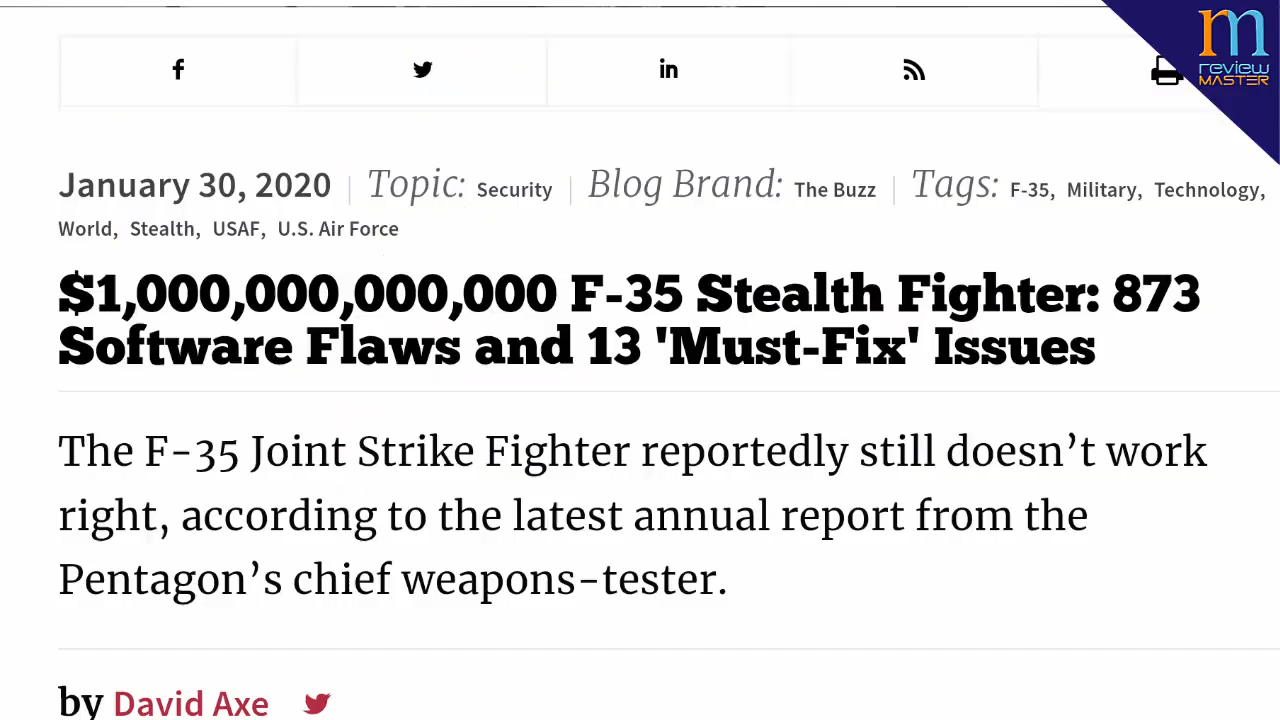 f
in
m
review
MASTER
January 30, 2020 | Topic: Security | Blog Brand: The Buzz | Tags: F-35, Military, Technology,
World, Stealth, USAF, U.S. Air Force
$1,000,000,000,000 F-35 Stealth Fighter: 873
Software Flaws and 13 'Must-Fix' Issues
The F-35 Joint Strike Fighter reportedly still doesn’t work
right, according to the latest annual report from the
Pentagon’s chief weapons-tester.
by David Axe